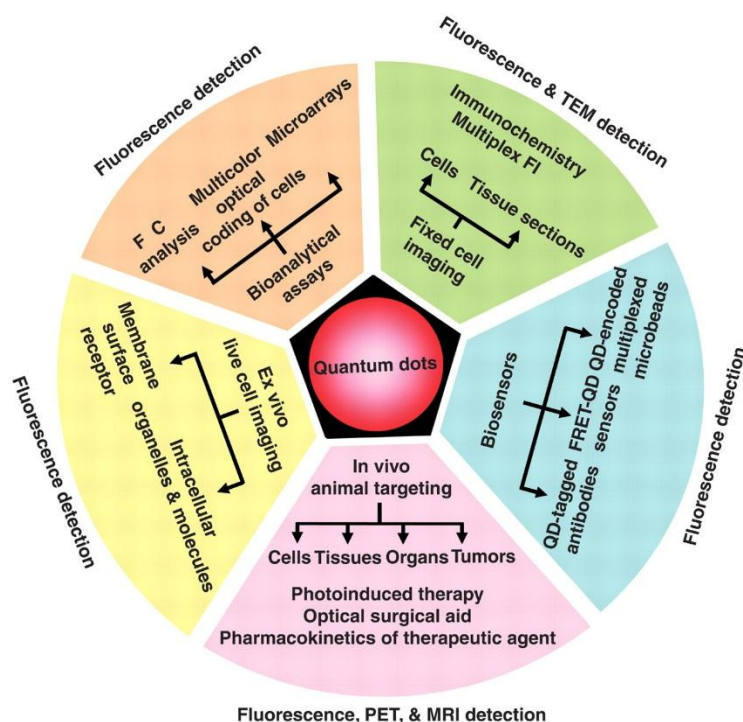 Fluorescence detection
Microarrays
Multicolor
optical
coding of cells
F C
analysis
Bioanalytical
assays
Fluorescence & TEM detection
Immunochemistry
Multiplex FI
Cells Tissue sections
Fixed cell
imaging
Fluorescence detection
Biosensors
QD-encoded
multiplexed
microbeads
FRET-QD
sensors
QD-tagged
antibodies
Quantum dots
In vivo
animal targeting
Cells Tissues Organs Tumors
Photoinduced therapy
Optical surgical aid
Pharmacokinetics of therapeutic agent
Fluorescence, PET, & MRI detection
Fluorescence detection
Ex vivo
live cell imaging
Membrane
surface
receptor
Intracellular
organelles & molecules